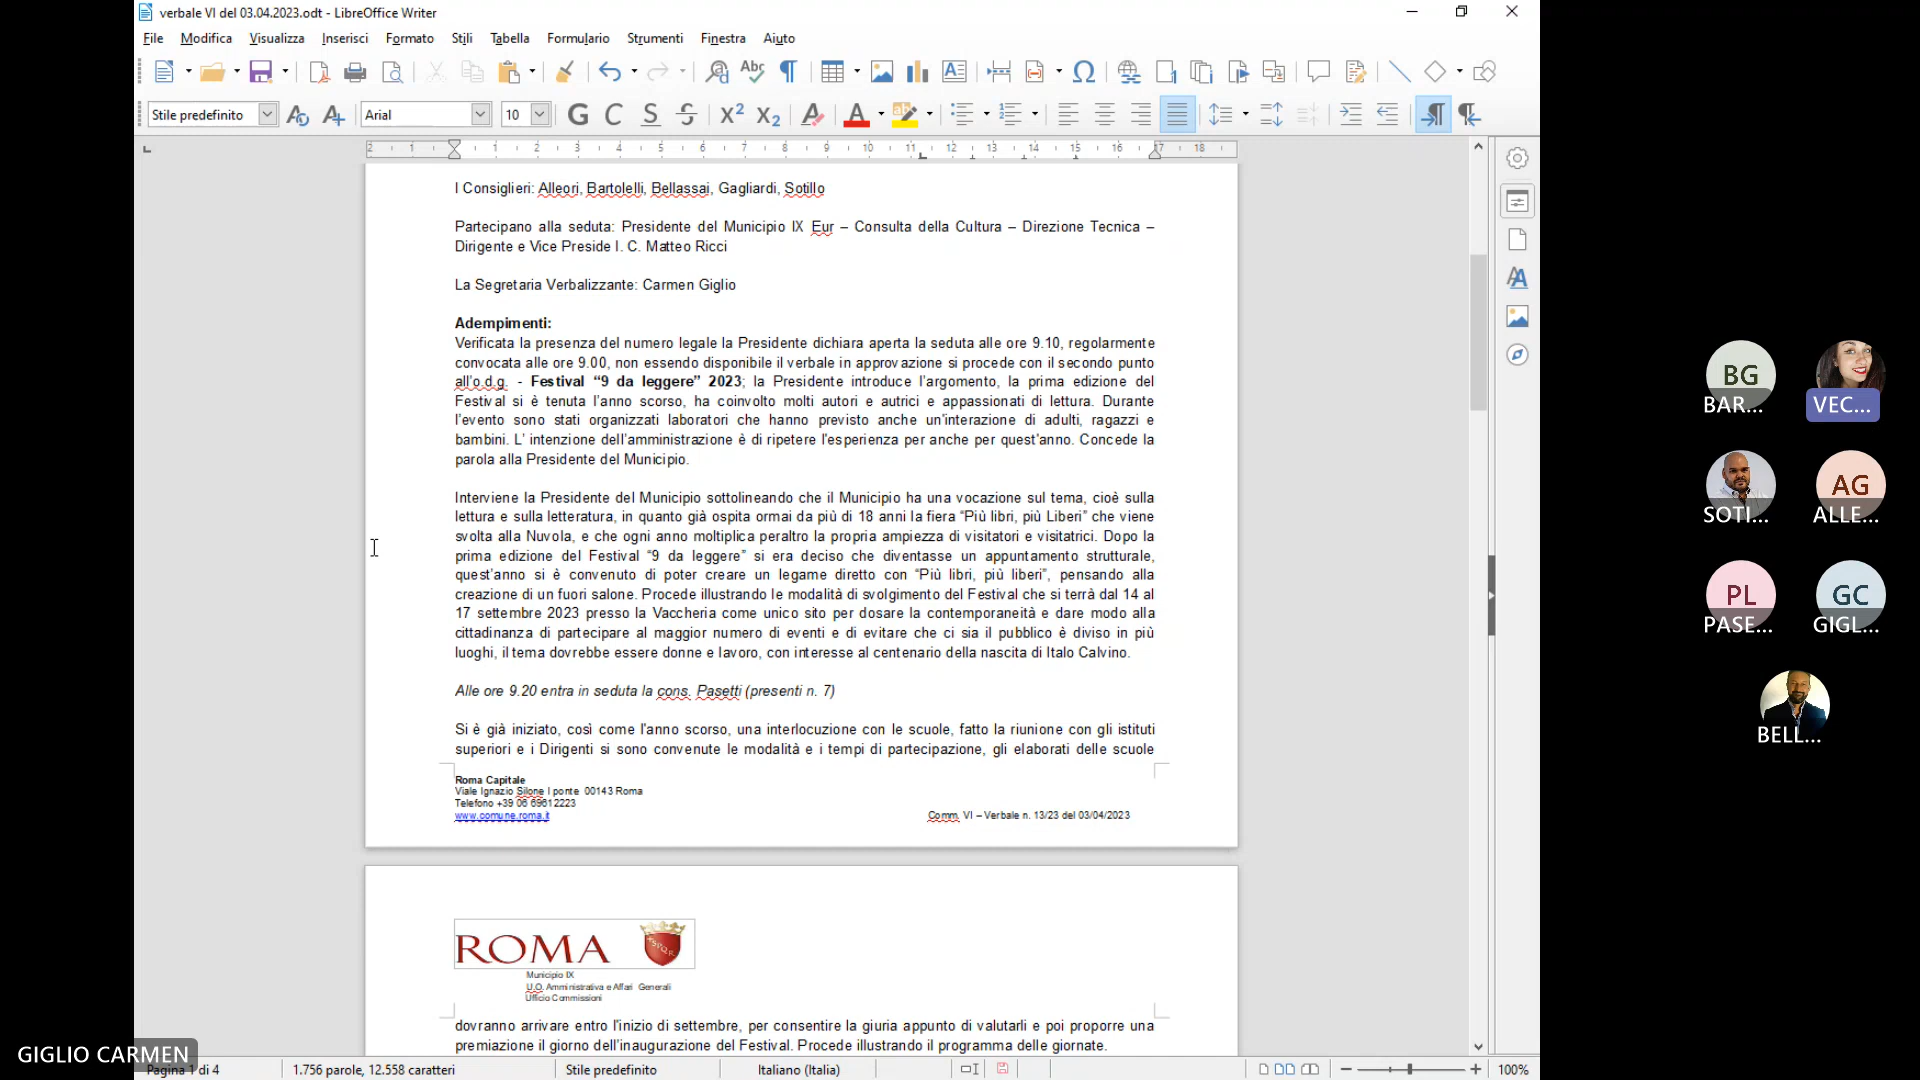 verbale VI del 03.04.2023.odt - LibreOffice Writer
File Modifica Visualizza Inserisci Formato Stili Tabella Formulario Strumenti Finestra Aiuto
Stile predefinito Arial 10 G C S
2 1 1 2 3 4 5 6 7 8 9 10 11 12 13 14 15 16 17 18
I Consiglieri: Alleori, Bartolelli, Bellassai, Gagliardi, Sotillo
Partecipano alla seduta: Presidente del Municipio IX Eur – Consulta della Cultura – Direzione Tecnica –
Dirigente e Vice Preside I. C. Matteo Ricci
La Segretaria Verbalizzante: Carmen Giglio
Adempimenti:
Verificata la presenza del numero legale la Presidente dichiara aperta la seduta alle ore 9.10, regolarmente
convocata alle ore 9.00, non essendo disponibile il verbale in approvazione si procede con il secondo punto
all'o.d.g. - Festival “9 da leggere” 2023; la Presidente introduce l'argomento, la prima edizione del
Festival si è tenuta l'anno scorso, ha coinvolto molti autori e autrici e appassionati di lettura. Durante
l'evento sono stati organizzati laboratori che hanno previsto anche un'interazione di adulti, ragazzi e
bambini. L' intenzione dell'amministrazione è di ripetere l'esperienza per anche per quest'anno. Concede la
parola alla Presidente del Municipio.
Interviene la Presidente del Municipio sottolineando che il Municipio ha una vocazione sul tema, cioè sulla
lettura e sulla letteratura, in quanto già ospita ormai da più di 18 anni la fiera “Più libri, più Liberi” che viene
svolta alla Nuvola, e che ogni anno moltiplica peraltro la propria ampiezza di visitatori e visitatrici. Dopo la
prima edizione del Festival “9 da leggere” si era deciso che diventasse un appuntamento strutturale,
quest'anno si è convenuto di poter creare un legame diretto con “Più libri, più liberi”, pensando alla
creazione di un fuori salone. Procede illustrando le modalità di svolgimento del Festival che si terrà dal 14 al
17 settembre 2023 presso la Vaccheria come unico sito per dosare la contemporaneità e dare modo alla
cittadinanza di partecipare al maggior numero di eventi e di evitare che ci sia il pubblico è diviso in più
luoghi, il tema dovrebbe essere donne e lavoro, con interesse al centenario della nascita di Italo Calvino.
Alle ore 9.20 entra in seduta la cons. Pasetti (presenti n. 7)
Si è già iniziato, così come l'anno scorso, una interlocuzione con le scuole, fatto la riunione con gli istituti
superiori e i Dirigenti si sono convenute le modalità e i tempi di partecipazione, gli elaborati delle scuole
Roma Capitale
Viale Ignazio Silone I ponte 00143 Roma
Telefono +39 06 69612223
www.comune.roma.it
Comm. VI – Verbale n. 13/23 del 03/04/2023
ROMA SPQR
Municipio IX
U.O. Amministrativa e Affari Generali
Ufficio Commissioni
dovranno arrivare entro l'inizio di settembre, per consentire la giuria appunto di valutarli e poi proporre una
premiazione il giorno dell'inaugurazione del Festival. Procede illustrando il programma delle giornate.
Pagina 1 di 4 1.756 parole, 12.558 caratteri Stile predefinito Italiano (Italia) 100%
GIGLIO CARMEN
BG BAR...
VEC...
SOTI...
AG ALLE...
PL PASE...
GC GIGL...
BELL...